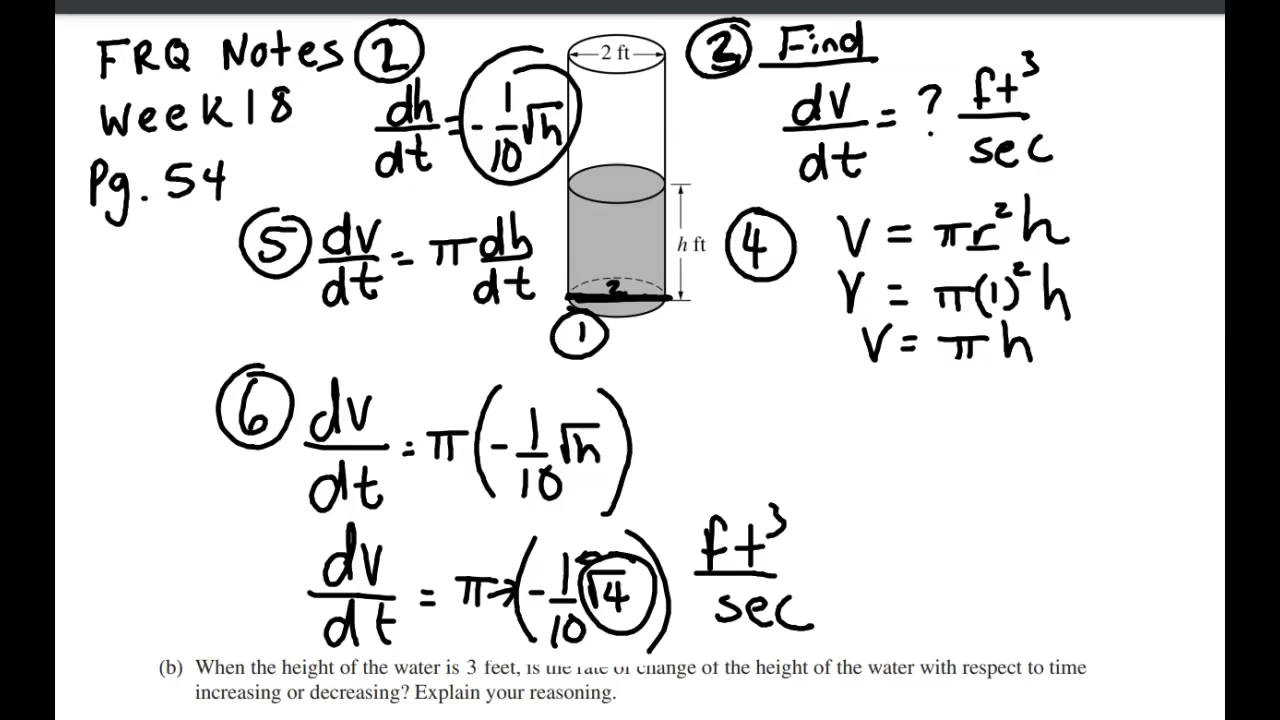 FRQ Notes
Week 18
Pg. 54
② dh/dt = -1/10 √h
2 ft
h ft
2
①
③ Find
dV/dt = ? ft³/sec
④ V = πr²h
V = π(1)²h
V = πh
⑤ dV/dt = π dh/dt
⑥ dV/dt = π(-1/10 √h)
dV/dt = π(-1/10 √4) ft³/sec
(b) When the height of the water is 3 feet, is the rate of change of the height of the water with respect to time
increasing or decreasing? Explain your reasoning.